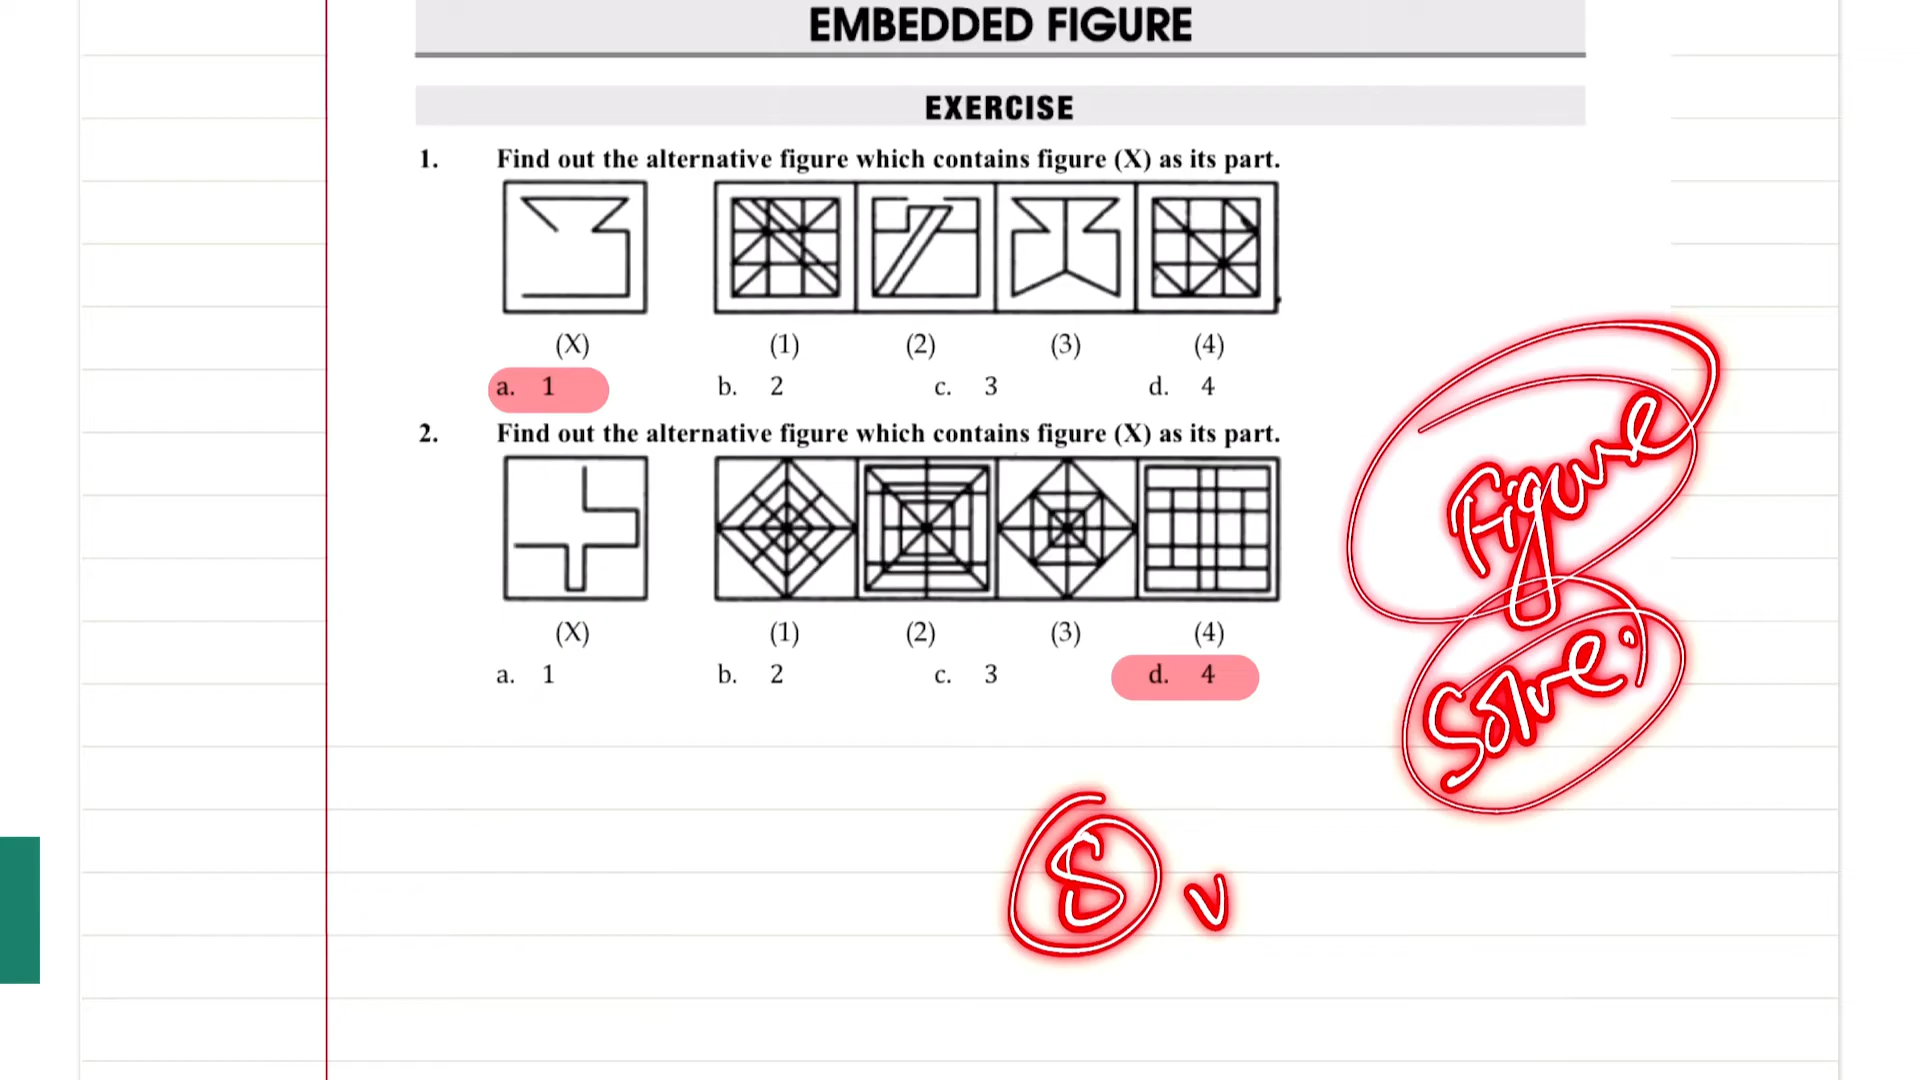 EMBEDDED FIGURE
EXERCISE
1. Find out the alternative figure which contains figure (X) as its part.
(X) (1) (2) (3) (4)
a. 1 b. 2 c. 3 d. 4
2. Find out the alternative figure which contains figure (X) as its part.
(X) (1) (2) (3) (4)
a. 1 b. 2 c. 3 d. 4
Figure
Solve